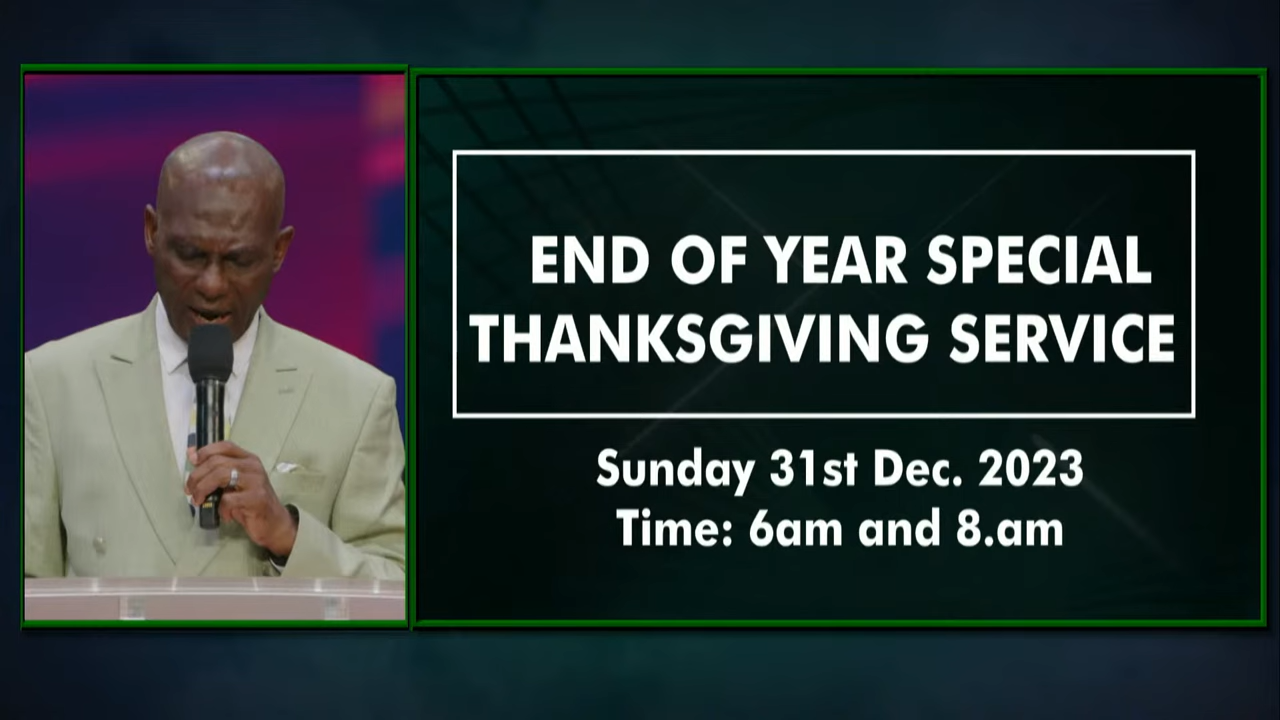 END OF YEAR SPECIAL
THANKSGIVING SERVICE
Sunday 31st Dec. 2023
Time: 6am and 8.am